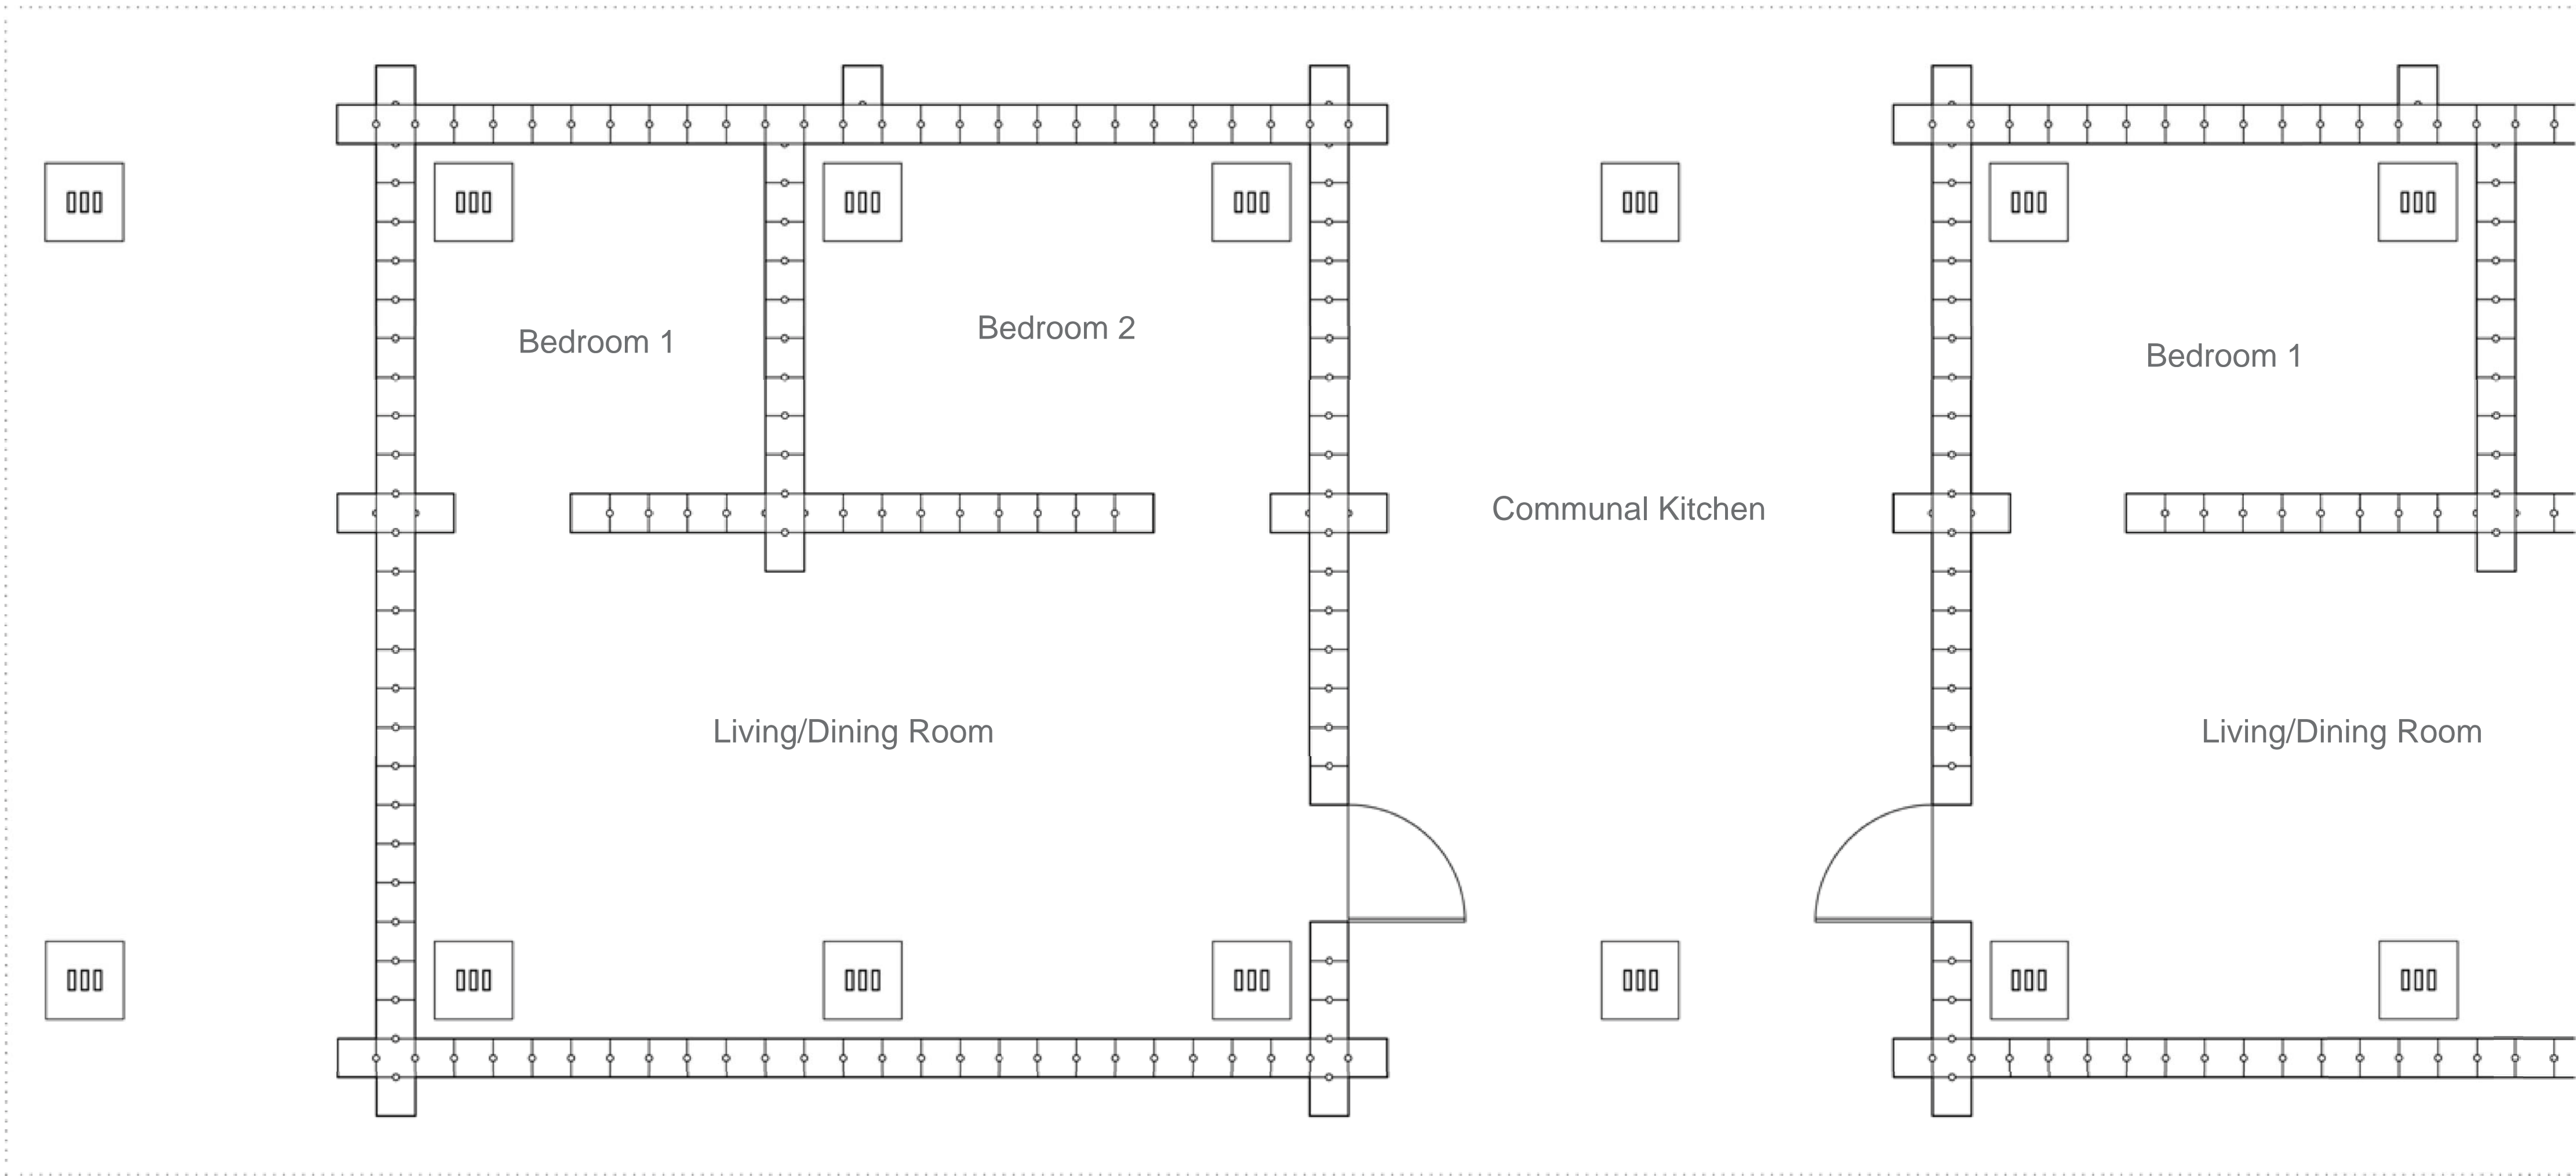 Bedroom 1
Bedroom 2
Bedroom 1
Communal Kitchen
Living/Dining Room
Living/Dining Room